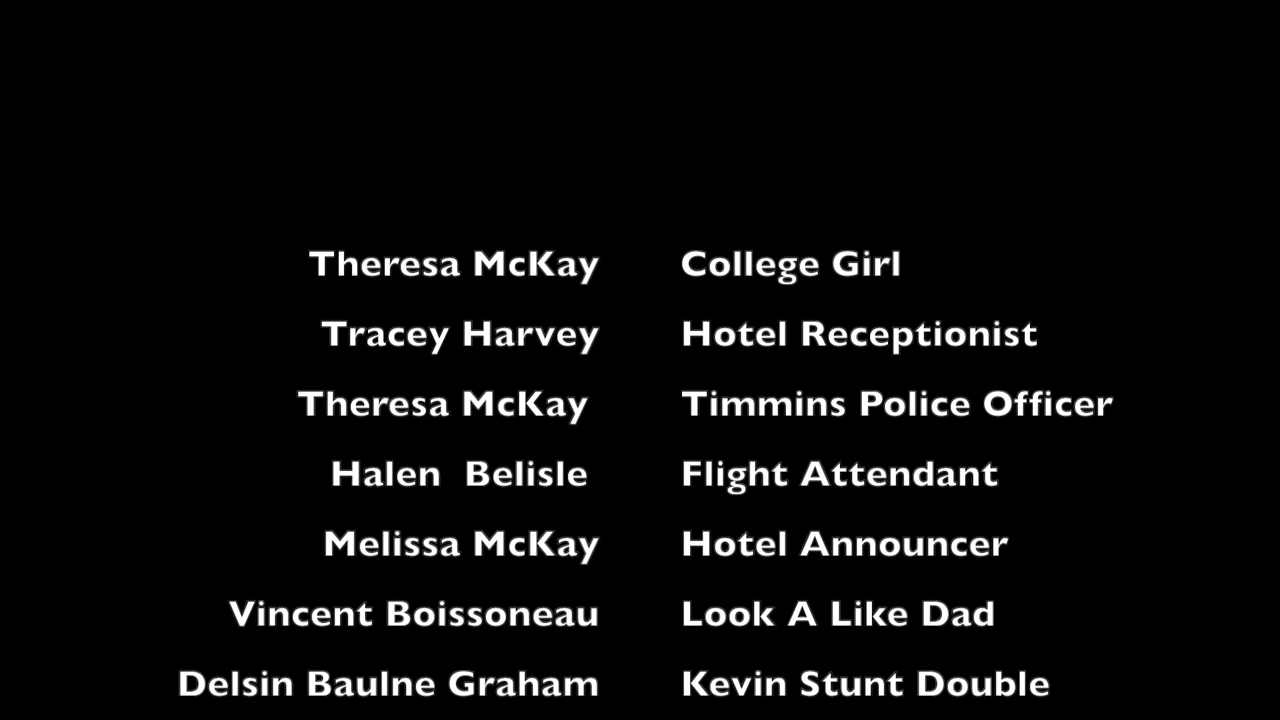 Theresa McKay College Girl
Tracey Harvey Hotel Receptionist
Theresa McKay Timmins Police Officer
Halen  Belisle Flight Attendant
Melissa McKay Hotel Announcer
Vincent Boissoneau Look A Like Dad
Delsin Baulne Graham Kevin Stunt Double